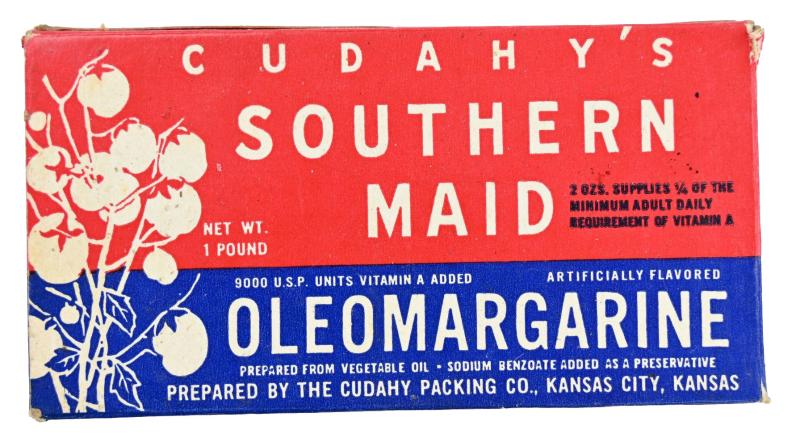 CUDAHY'S
SOUTHERN
MAID
2 OZS. SUPPLIES ¼ OF THE
MINIMUM ADULT DAILY
REQUIREMENT OF VITAMIN A
NET WT.
1 POUND
9000 U.S.P. UNITS VITAMIN A ADDED
ARTIFICIALLY FLAVORED
OLEOMARGARINE
PREPARED FROM VEGETABLE OIL • SODIUM BENZOATE ADDED AS A PRESERVATIVE
PREPARED BY THE CUDAHY PACKING CO., KANSAS CITY, KANSAS